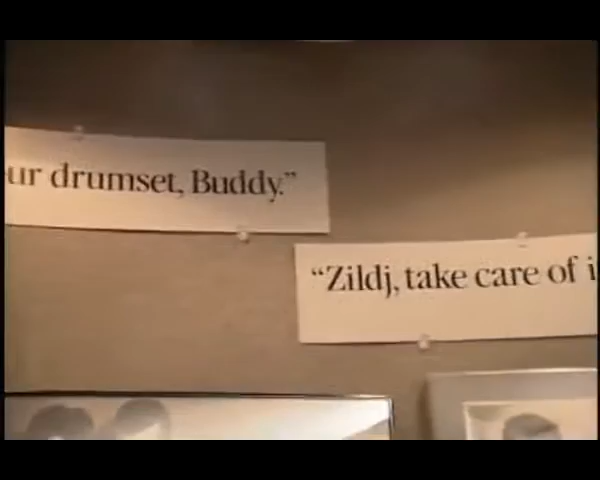 ur drumset, Buddy."
"Zildj, take care of i